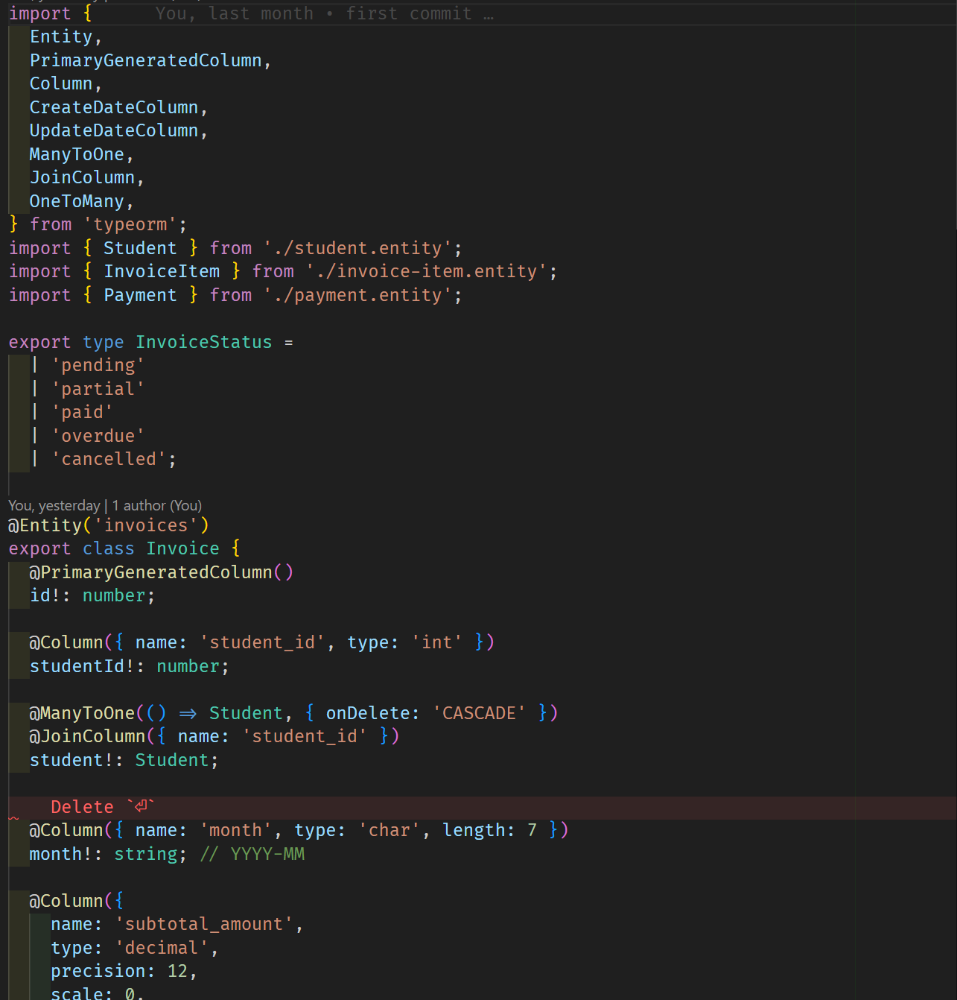 import {        You, last month • first commit …
  Entity,
  PrimaryGeneratedColumn,
  Column,
  CreateDateColumn,
  UpdateDateColumn,
  ManyToOne,
  JoinColumn,
  OneToMany,
} from 'typeorm';
import { Student } from './student.entity';
import { InvoiceItem } from './invoice-item.entity';
import { Payment } from './payment.entity';

export type InvoiceStatus =
  | 'pending'
  | 'partial'
  | 'paid'
  | 'overdue'
  | 'cancelled';

You, yesterday | 1 author (You)
@Entity('invoices')
export class Invoice {
  @PrimaryGeneratedColumn()
  id!: number;

  @Column({ name: 'student_id', type: 'int' })
  studentId!: number;

  @ManyToOne(() => Student, { onDelete: 'CASCADE' })
  @JoinColumn({ name: 'student_id' })
  student!: Student;

    Delete `⏎`
  @Column({ name: 'month', type: 'char', length: 7 })
  month!: string; // YYYY-MM

  @Column({
    name: 'subtotal_amount',
    type: 'decimal',
    precision: 12,
    scale: 0,